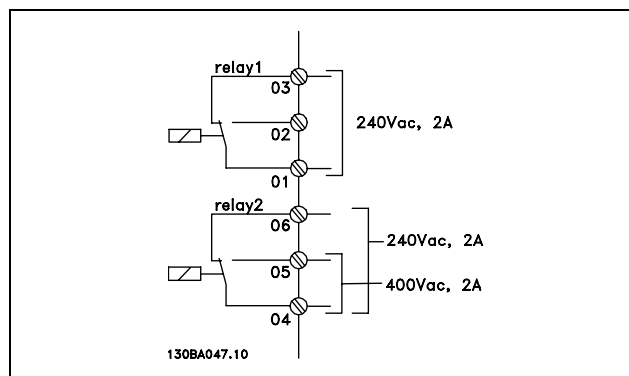 relay1
03
240Vac, 2A
02
01
relay2
06
240Vac, 2A
05
400Vac, 2A
04
130BA047.10